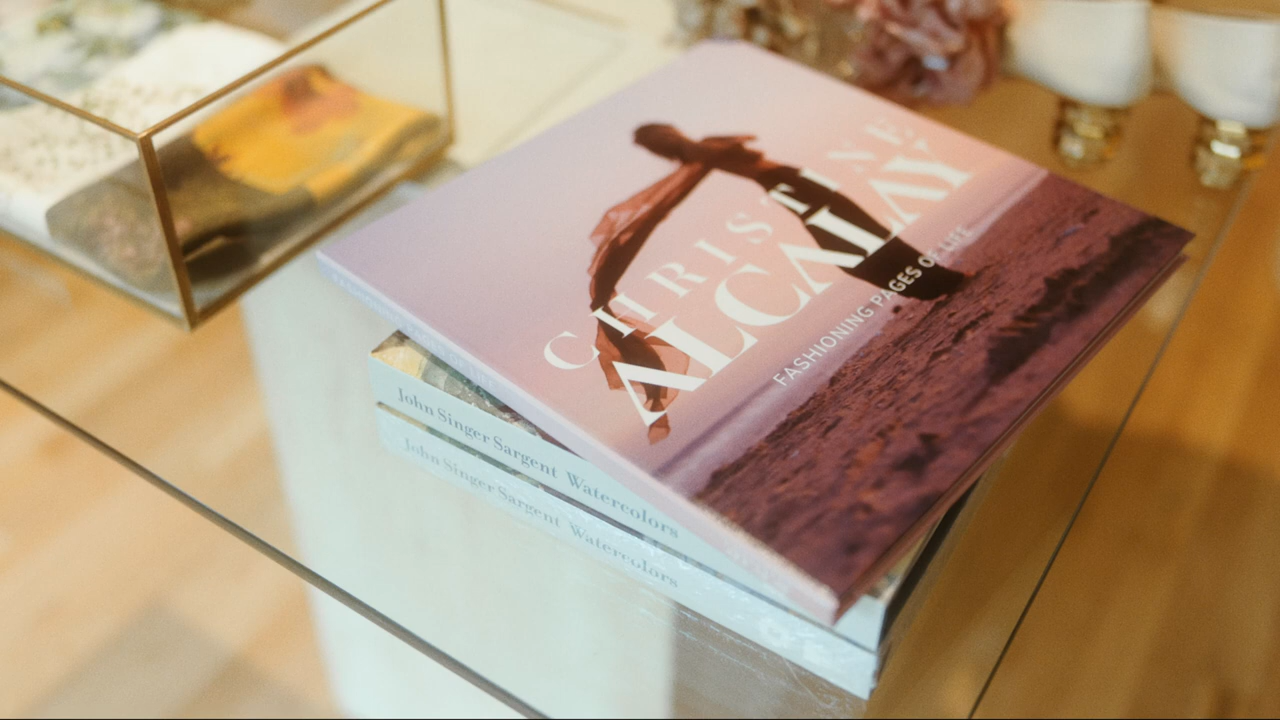 CHRISTINE
ALCALAY
FASHIONING PAGES OF LIFE
John Singer Sargent Watercolors
John Singer Sargent Watercolors